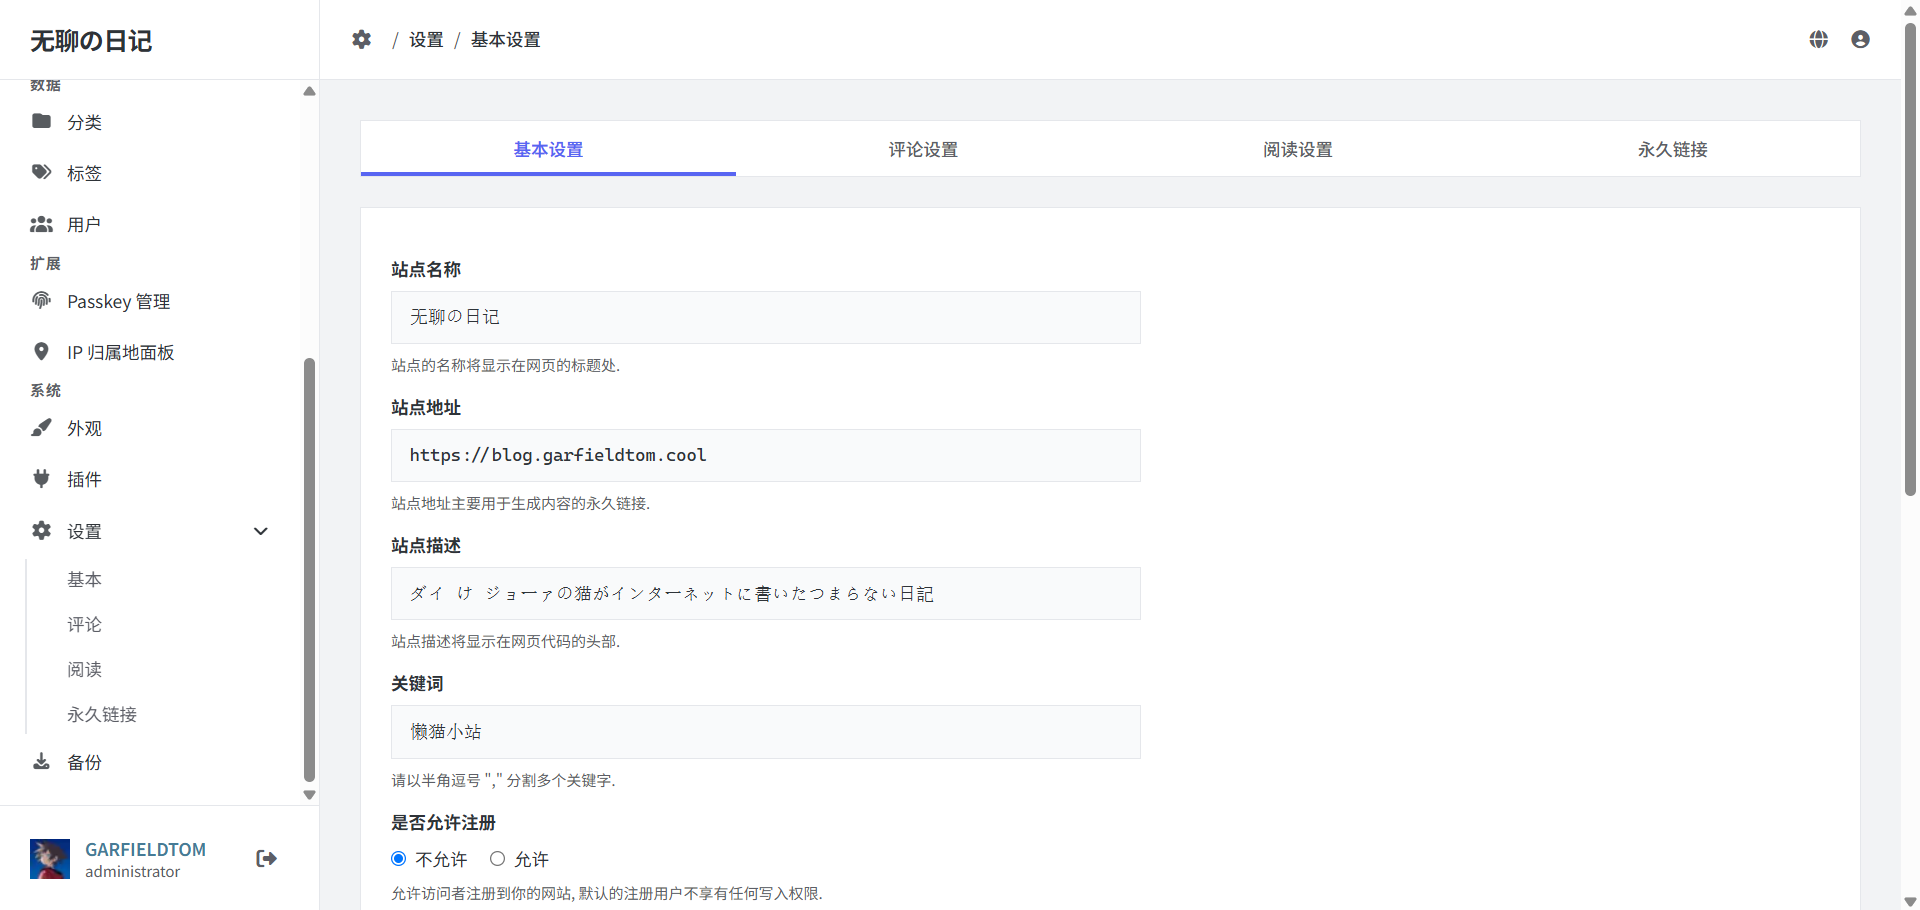 无聊の日记
数据
分类
标签
用户
扩展
Passkey 管理
IP 归属地面板
系统
外观
插件
设置
基本
评论
阅读
永久链接
备份
GARFIELDTOM
administrator
/ 设置 / 基本设置
基本设置 评论设置 阅读设置 永久链接
站点名称
无聊の日记
站点的名称将显示在网页的标题处.
站点地址
https://blog.garfieldtom.cool
站点地址主要用于生成内容的永久链接.
站点描述
ダイ け ジョーァの猫がインターネットに書いたつまらない日記
站点描述将显示在网页代码的头部.
关键词
懒猫小站
请以半角逗号 "," 分割多个关键字.
是否允许注册
不允许 允许
允许访问者注册到你的网站, 默认的注册用户不享有任何写入权限.